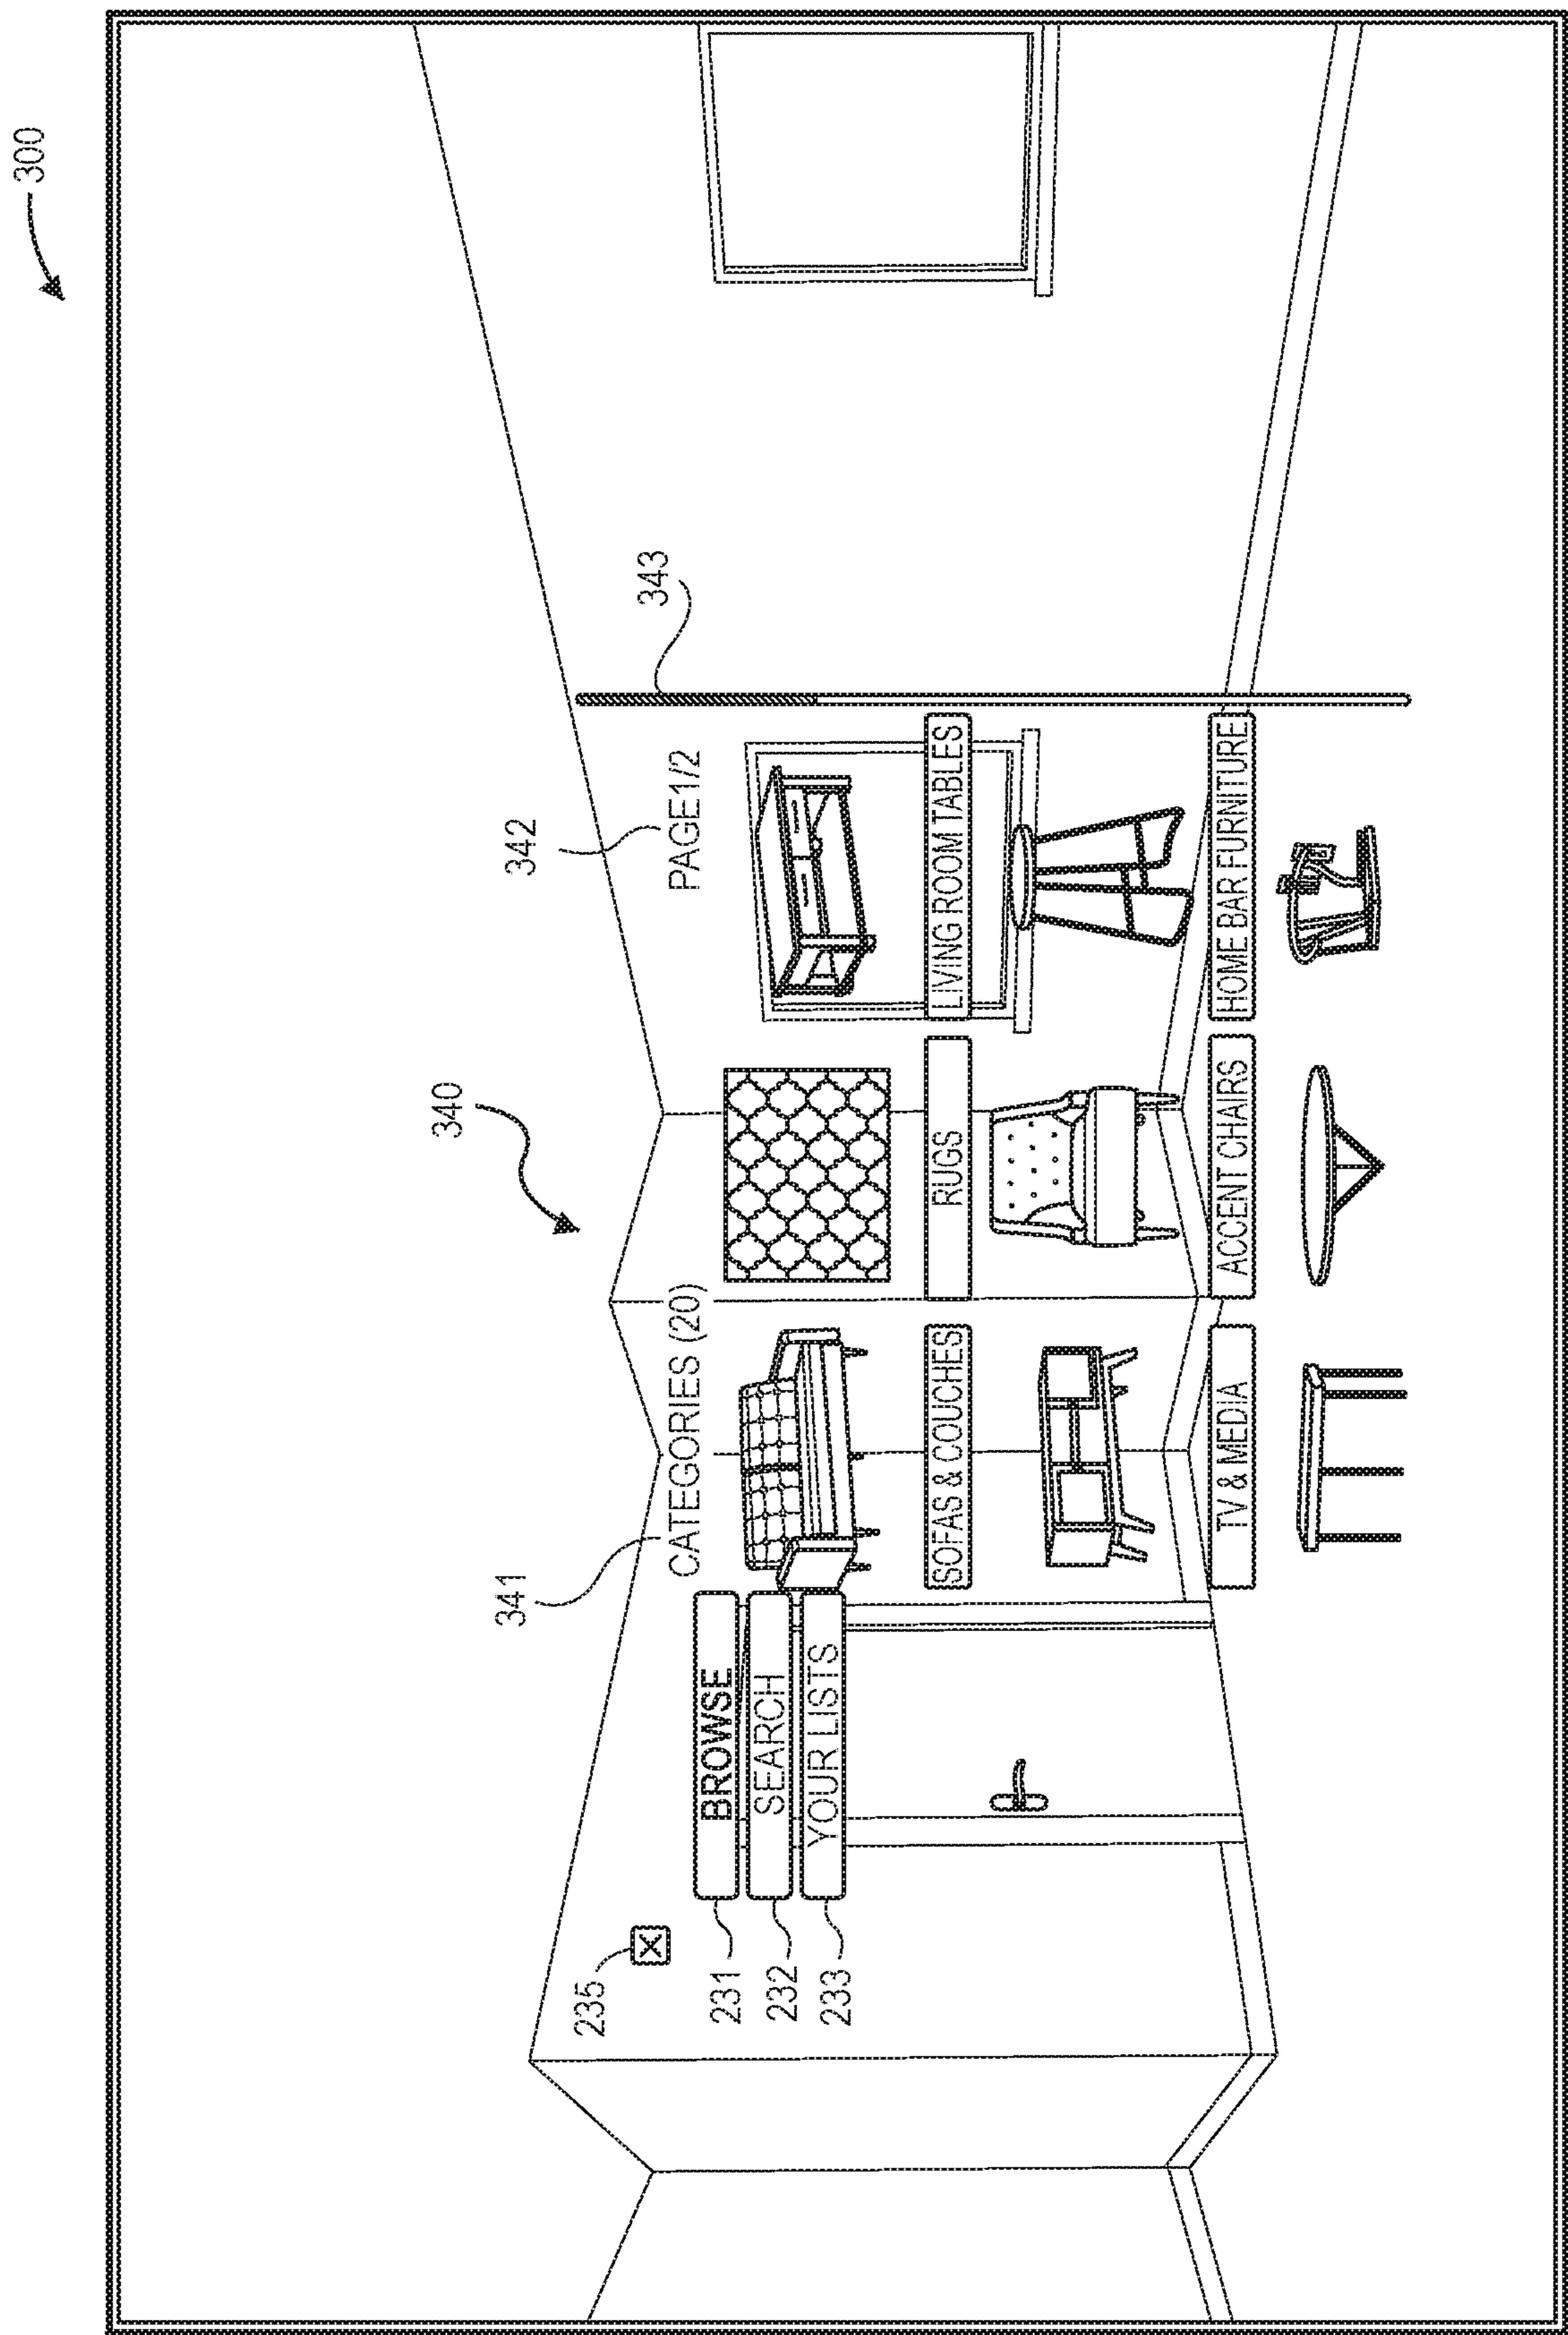 300
340
341
342
343
235
CATEGORIES (20)
PAGE1/2
231
BROWSE
232
SEARCH
233
YOUR LISTS
SOFAS & COUCHES
RUGS
LIVING ROOM TABLES
TV & MEDIA
ACCENT CHAIRS
HOME BAR FURNITURE